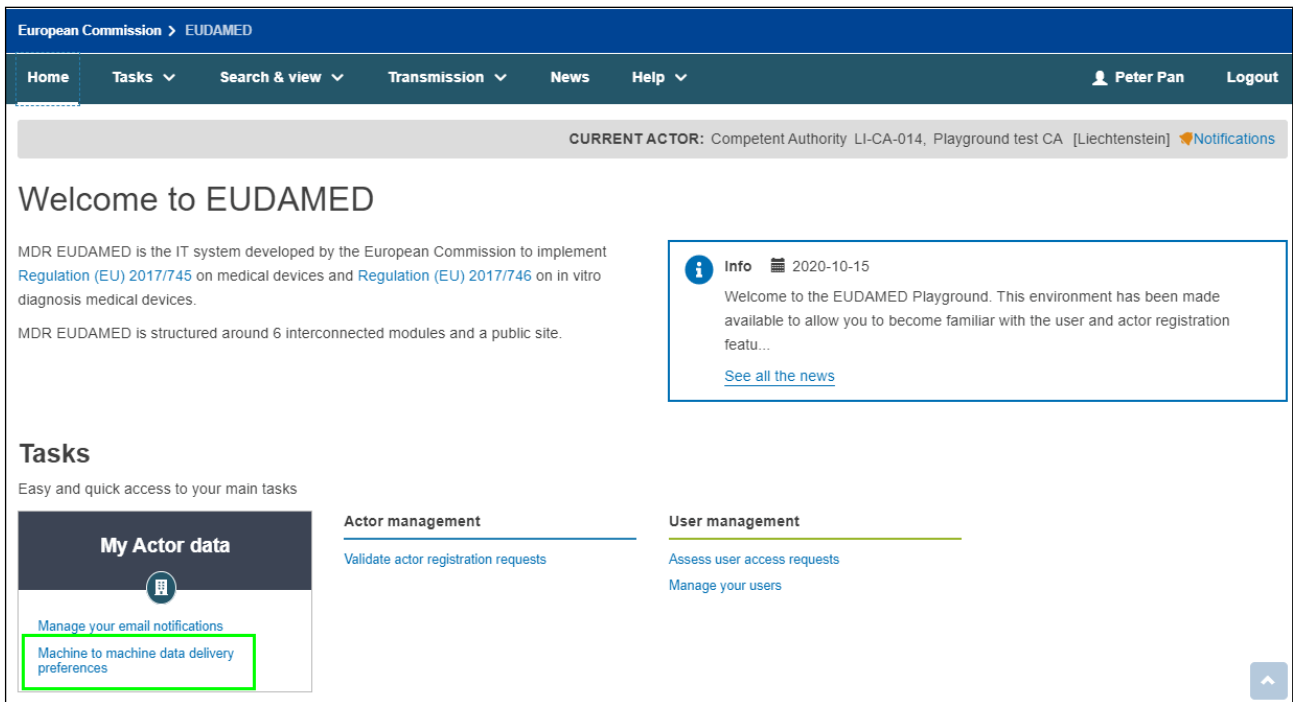 European Commission > EUDAMED
Home Tasks Search & view Transmission News Help Peter Pan Logout
CURRENT ACTOR: Competent Authority LI-CA-014, Playground test CA [Liechtenstein] Notifications
Welcome to EUDAMED
MDR EUDAMED is the IT system developed by the European Commission to implement
Regulation (EU) 2017/745 on medical devices and Regulation (EU) 2017/746 on in vitro
diagnosis medical devices.
MDR EUDAMED is structured around 6 interconnected modules and a public site.
Info 2020-10-15
Welcome to the EUDAMED Playground. This environment has been made
available to allow you to become familiar with the user and actor registration
featu...
See all the news
Tasks
Easy and quick access to your main tasks
My Actor data
Manage your email notifications
Machine to machine data delivery
preferences
Actor management
Validate actor registration requests
User management
Assess user access requests
Manage your users